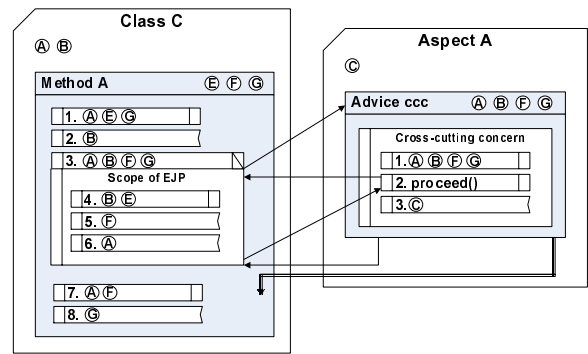 Class C
Ⓐ Ⓑ
Method A Ⓔ Ⓕ Ⓖ
1. Ⓐ Ⓔ Ⓖ
2. Ⓑ
3. Ⓐ Ⓑ Ⓕ Ⓖ
Scope of EJP
4. Ⓑ Ⓔ
5. Ⓕ
6. Ⓐ
7. Ⓐ Ⓕ
8. Ⓖ
Aspect A
Ⓒ
Advice ccc Ⓐ Ⓑ Ⓕ Ⓖ
Cross-cutting concern
1. Ⓐ Ⓑ Ⓕ Ⓖ
2. proceed()
3. Ⓒ